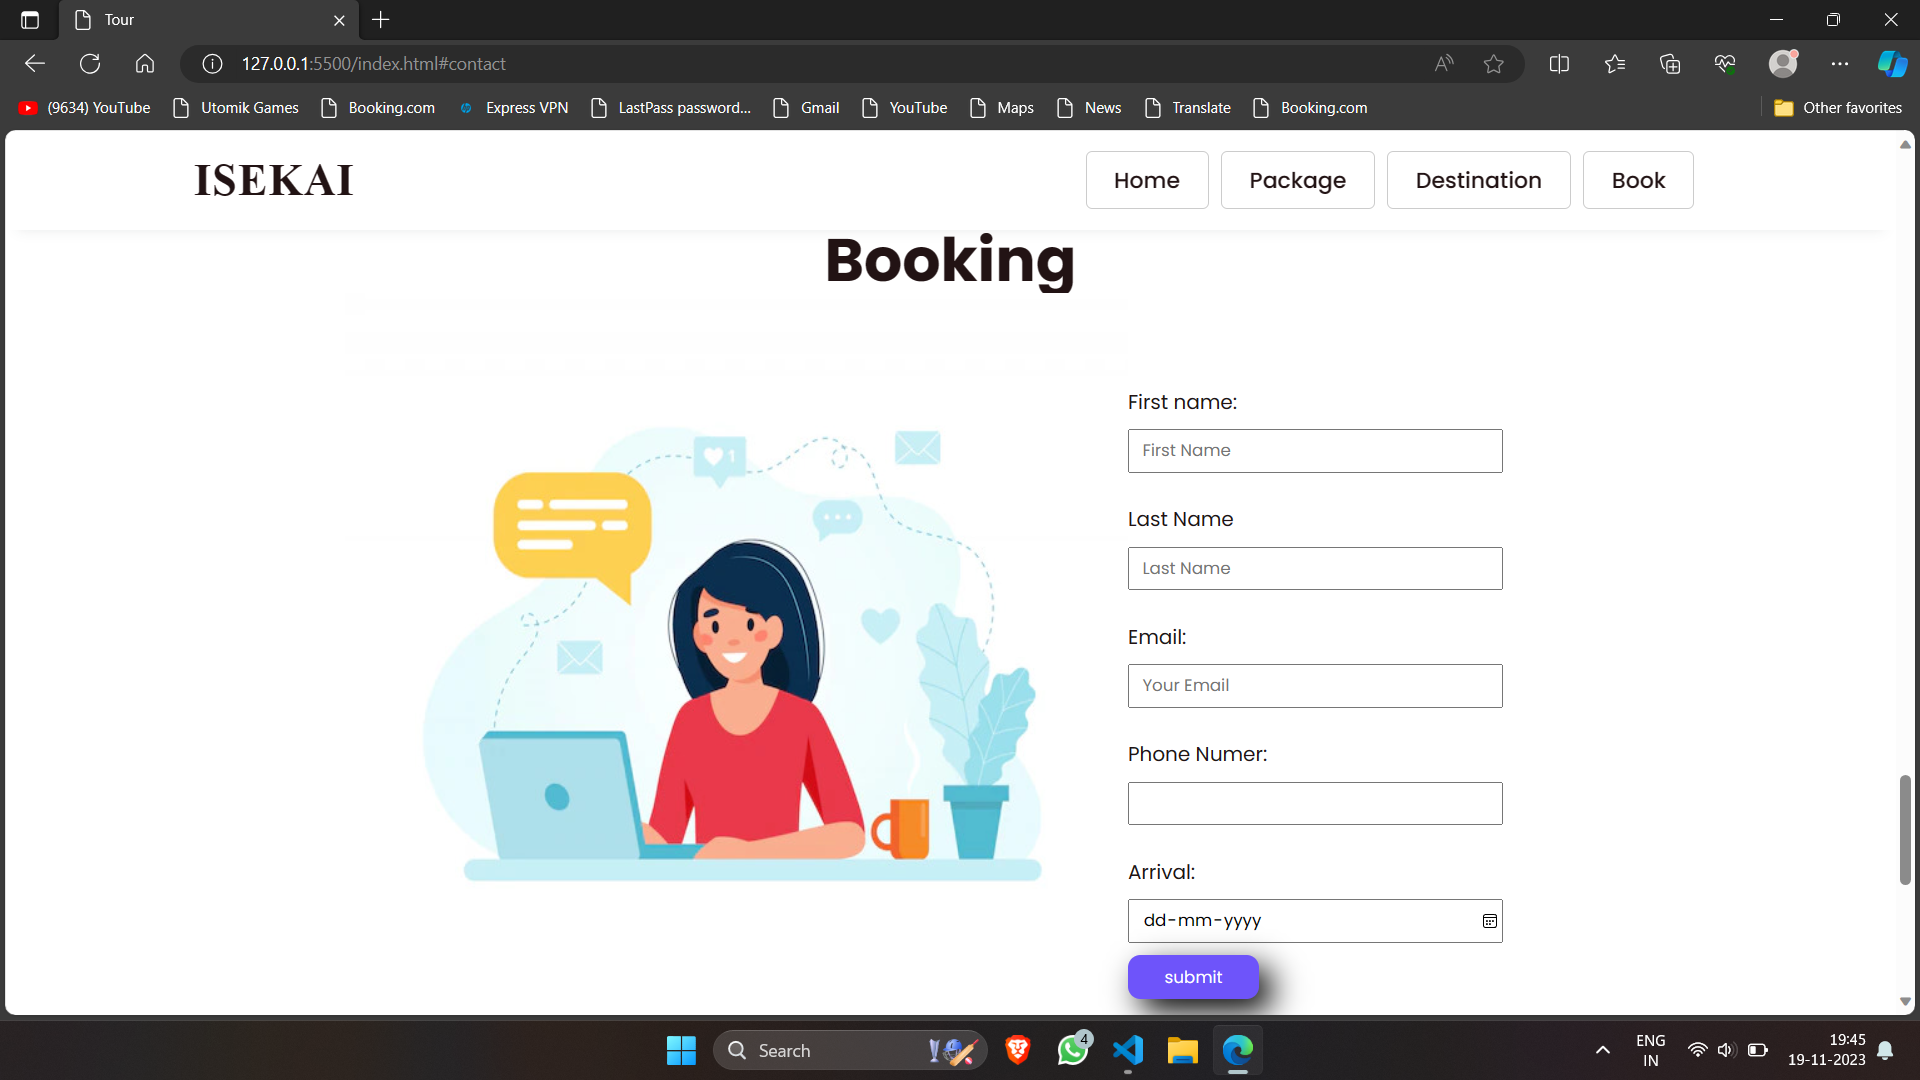 Tour
127.0.0.1:5500/index.html#contact
(9634) YouTube Utomik Games Booking.com Express VPN LastPass password... Gmail YouTube Maps News Translate Booking.com Other favorites
ISEKAI Home Package Destination Book
Booking
First name:
First Name
Last Name
Last Name
Email:
Your Email
Phone Numer:
Arrival:
dd-mm-yyyy
submit
1
Search
4
ENG
IN
19:45
19-11-2023